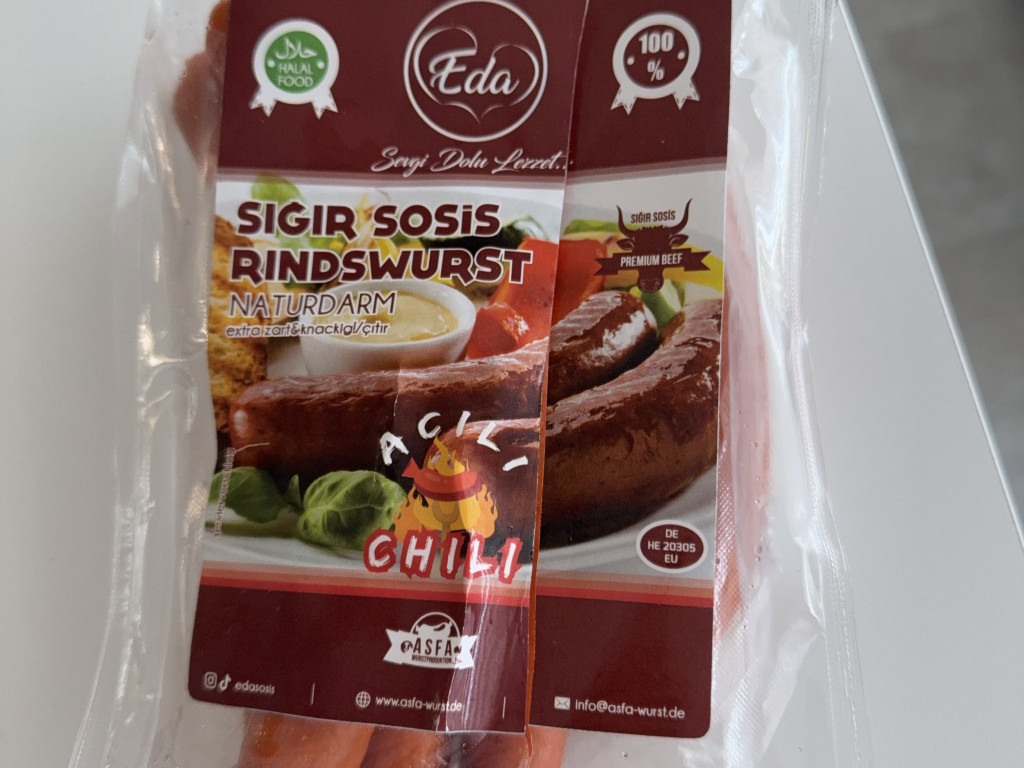 حلال
HALAL
FOOD
Eda
100
%
Sevgi Dolu Lezzet...
SIĞIR SOSİS
RINDSWURST
NATURDARM
extra zart&knackig/çıtır
SIĞIR SOSİS
PREMIUM BEEF
ACILI
CHILI
DE
HE 20305
EU
ASFA
WURSTPRODUKTION
edasosis
www.asfa-wurst.de
info@asfa-wurst.de